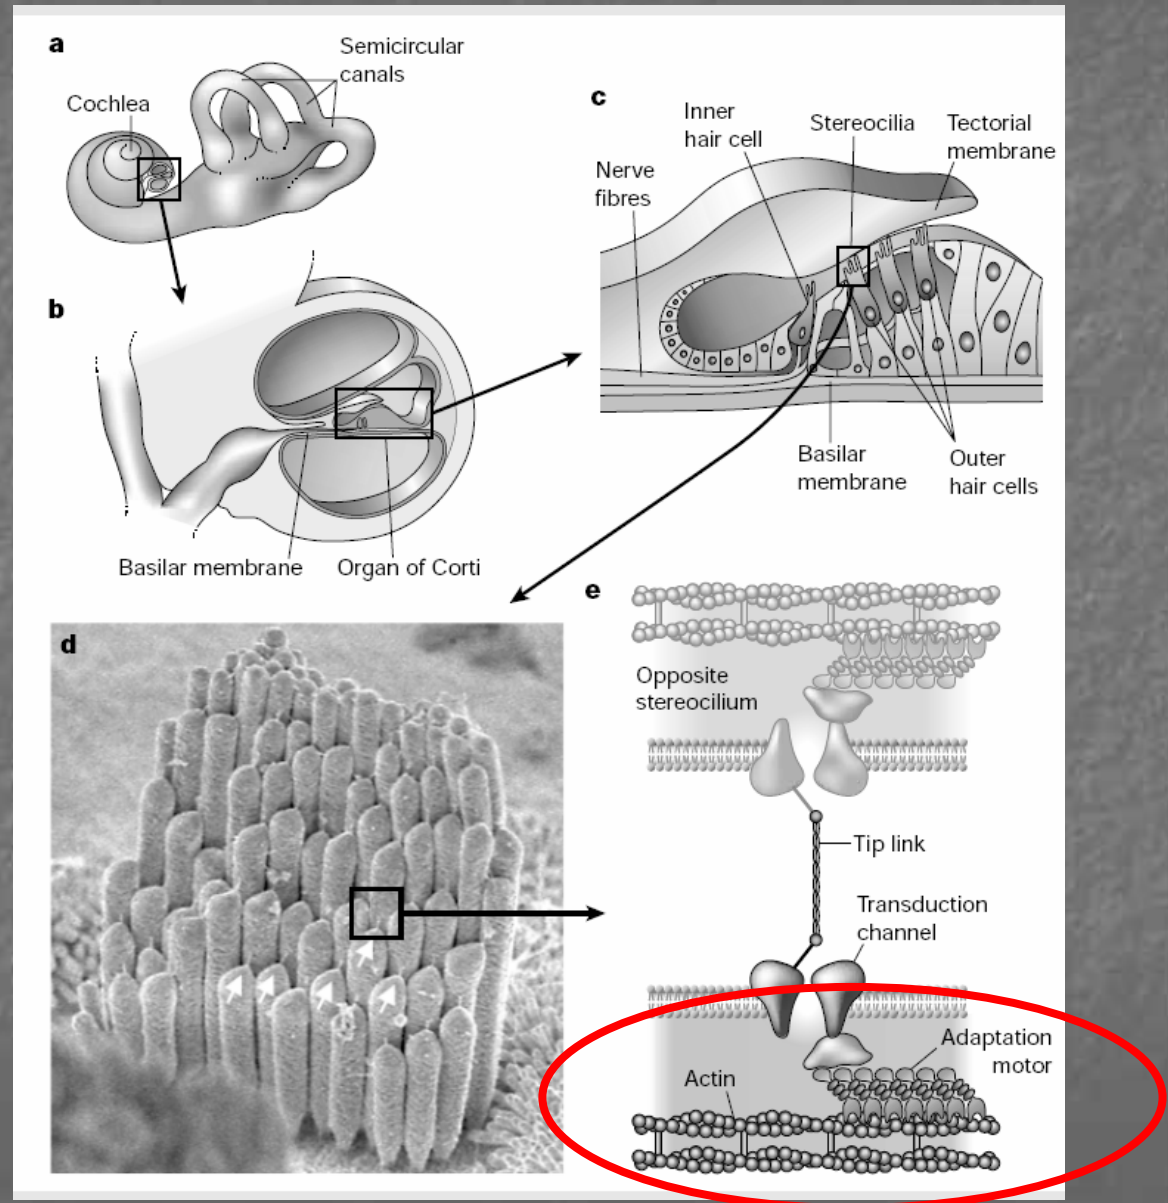 a
Semicircular
canals
Cochlea
b
Basilar membrane
Organ of Corti
c
Inner
hair cell
Stereocilia
Tectorial
membrane
Nerve
fibres
Basilar
membrane
Outer
hair cells
d
e
Opposite
stereocilium
Tip link
Transduction
channel
Adaptation
motor
Actin